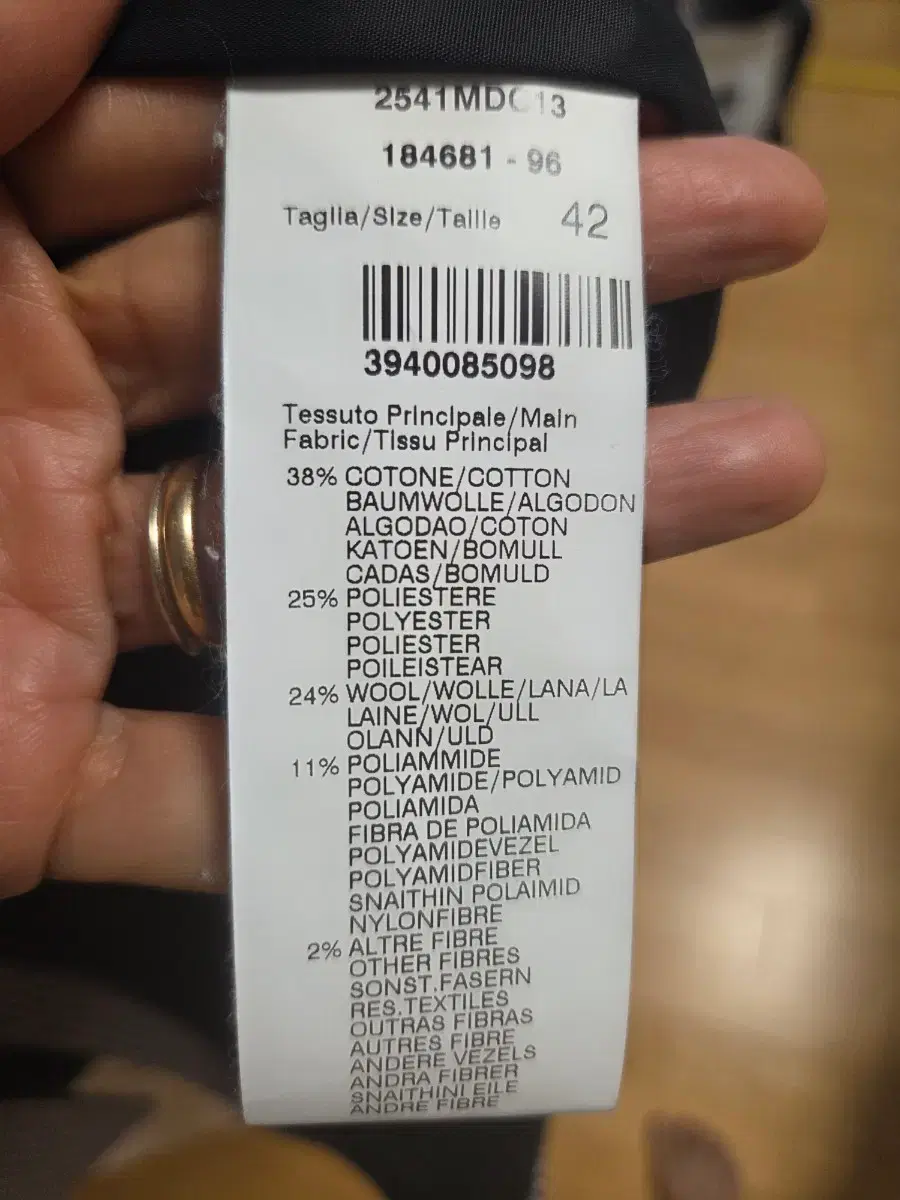 184681 - 96
Taglia/Size/Taille 42
3940085098
Tessuto Principale/Main
Fabric/Tissu Principal
38% COTONE/COTTON
BAUMWOLLE/ALGODON
ALGODAO/COTON
KATOEN/BOMULL
CADAS/BOMULD
25% POLIESTERE
POLYESTER
POLIESTER
POILEISTEAR
24% WOOL/WOLLE/LANA/LA
LAINE/WOL/ULL
OLANN/ULD
11% POLIAMMIDE
POLYAMIDE/POLYAMID
POLIAMIDA
FIBRA DE POLIAMIDA
POLYAMIDEVEZEL
POLYAMIDFIBER
SNAITHIN POLAIMID
NYLONFIBRE
2% ALTRE FIBRE
OTHER FIBRES
SONST.FASERN
RES.TEXTILES
OUTRAS FIBRAS
AUTRES FIBRE
ANDERE VEZELS
ANDRA FIBRER
SNAITHINI EILE
ANDRE FIBRE